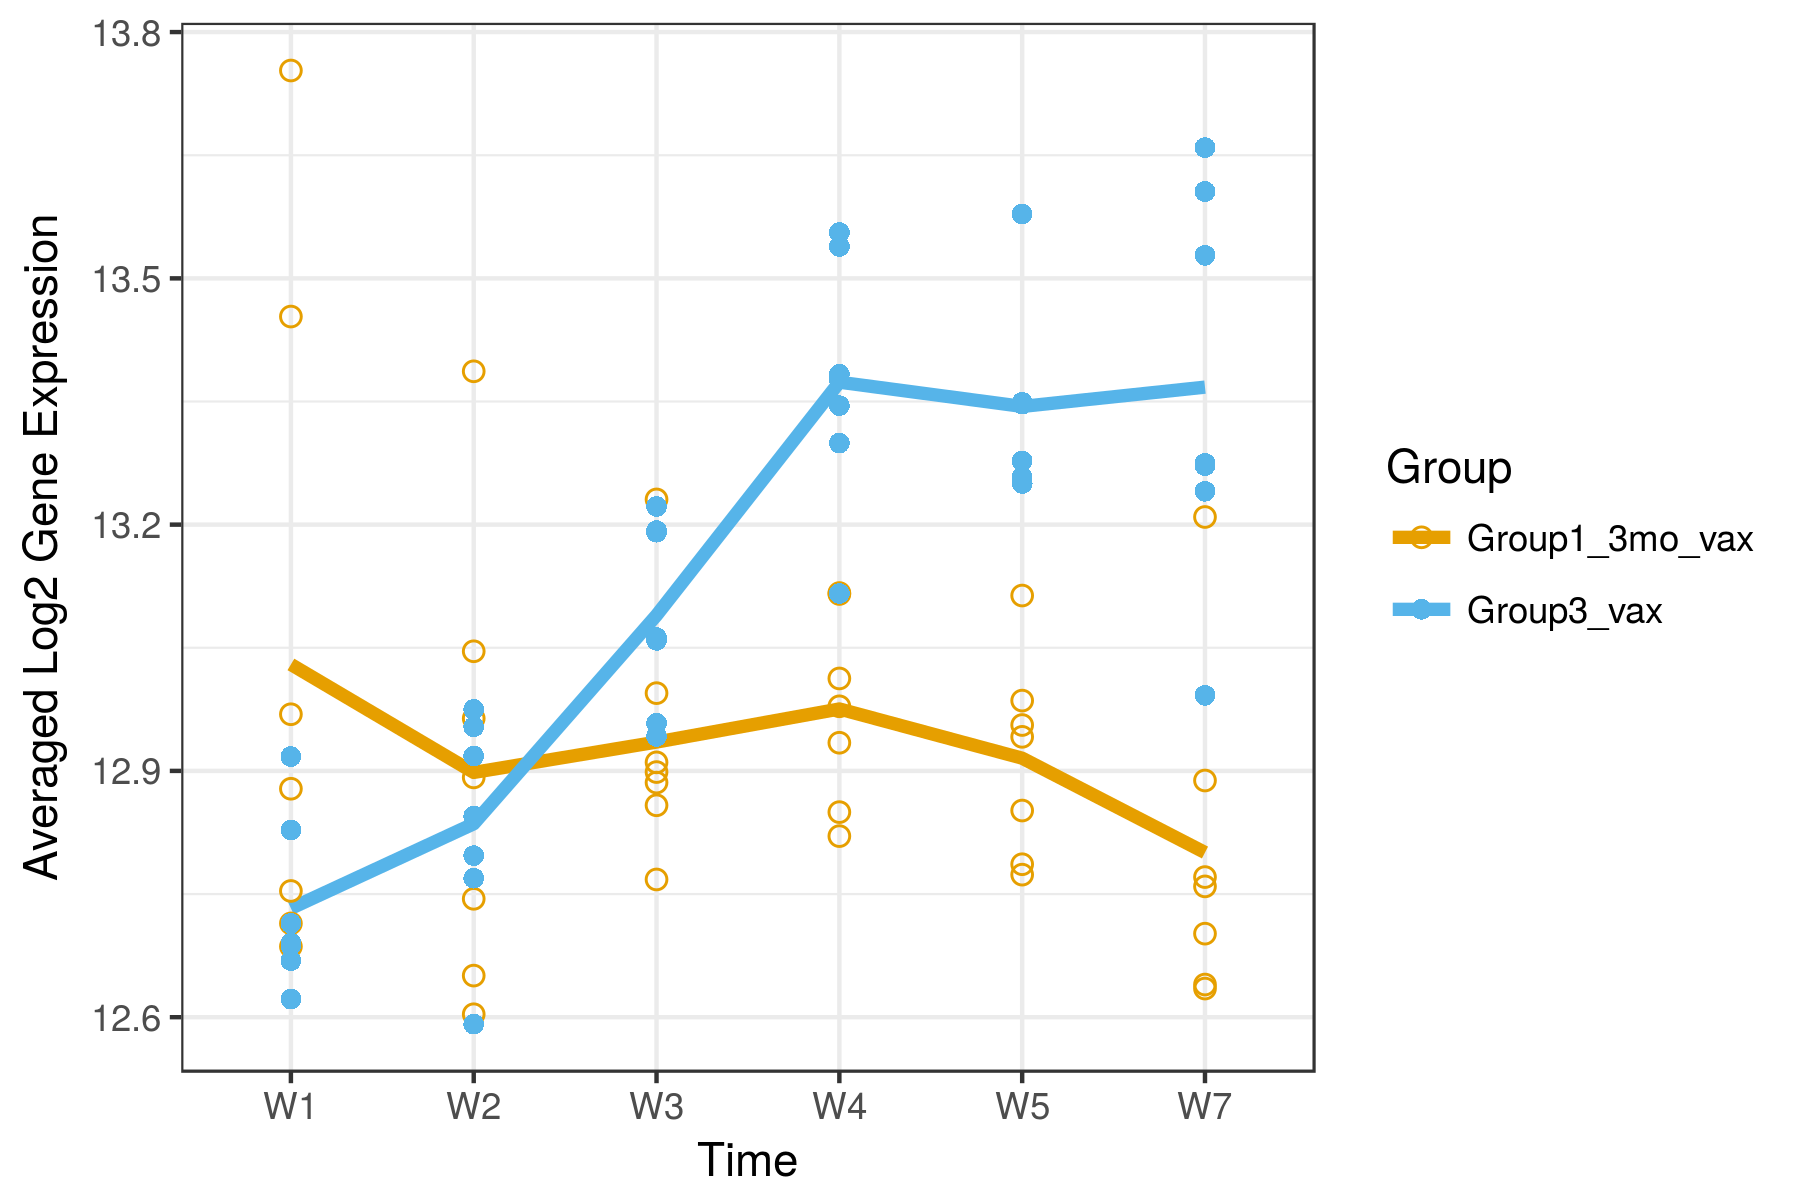 13.8
13.5
13.2
12.9
12.6
Averaged Log2 Gene Expression
W1 W2 W3 W4 W5 W7
Time
Group
Group1_3mo_vax
Group3_vax